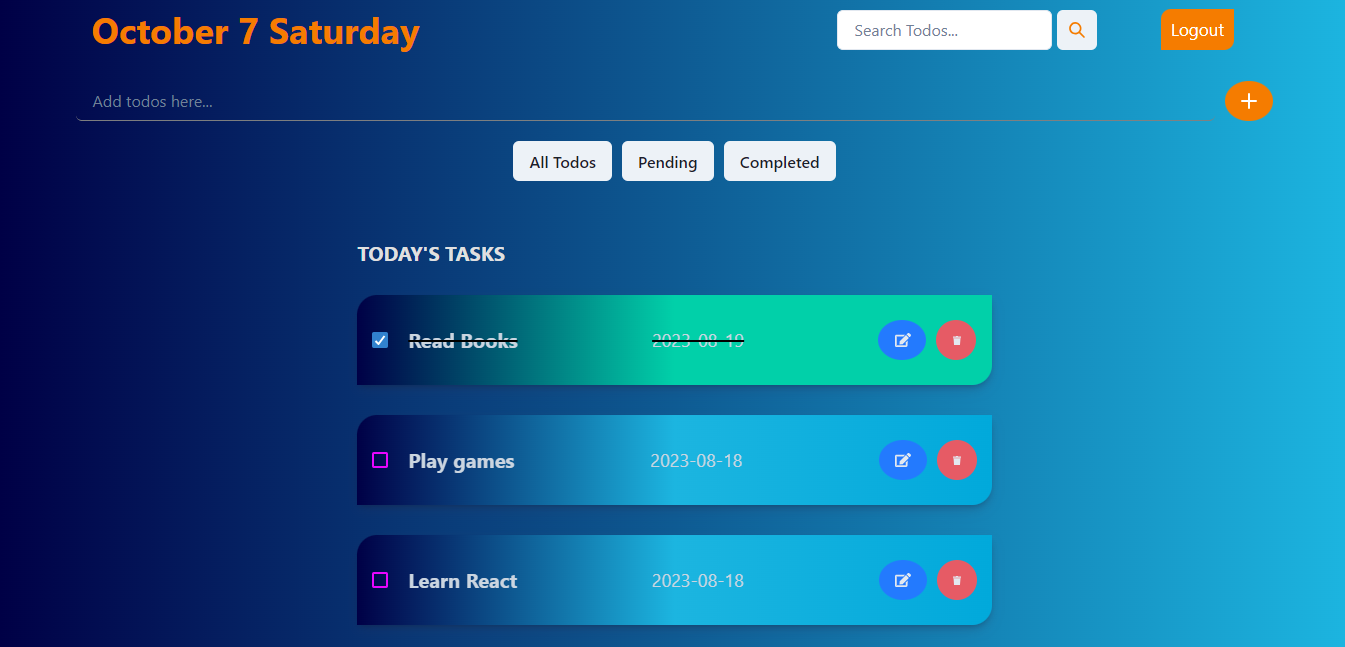 October 7 Saturday
Search Todos...
Logout
Add todos here...
All Todos
Pending
Completed
TODAY'S TASKS
Read Books 2023-08-19
Play games 2023-08-18
Learn React 2023-08-18